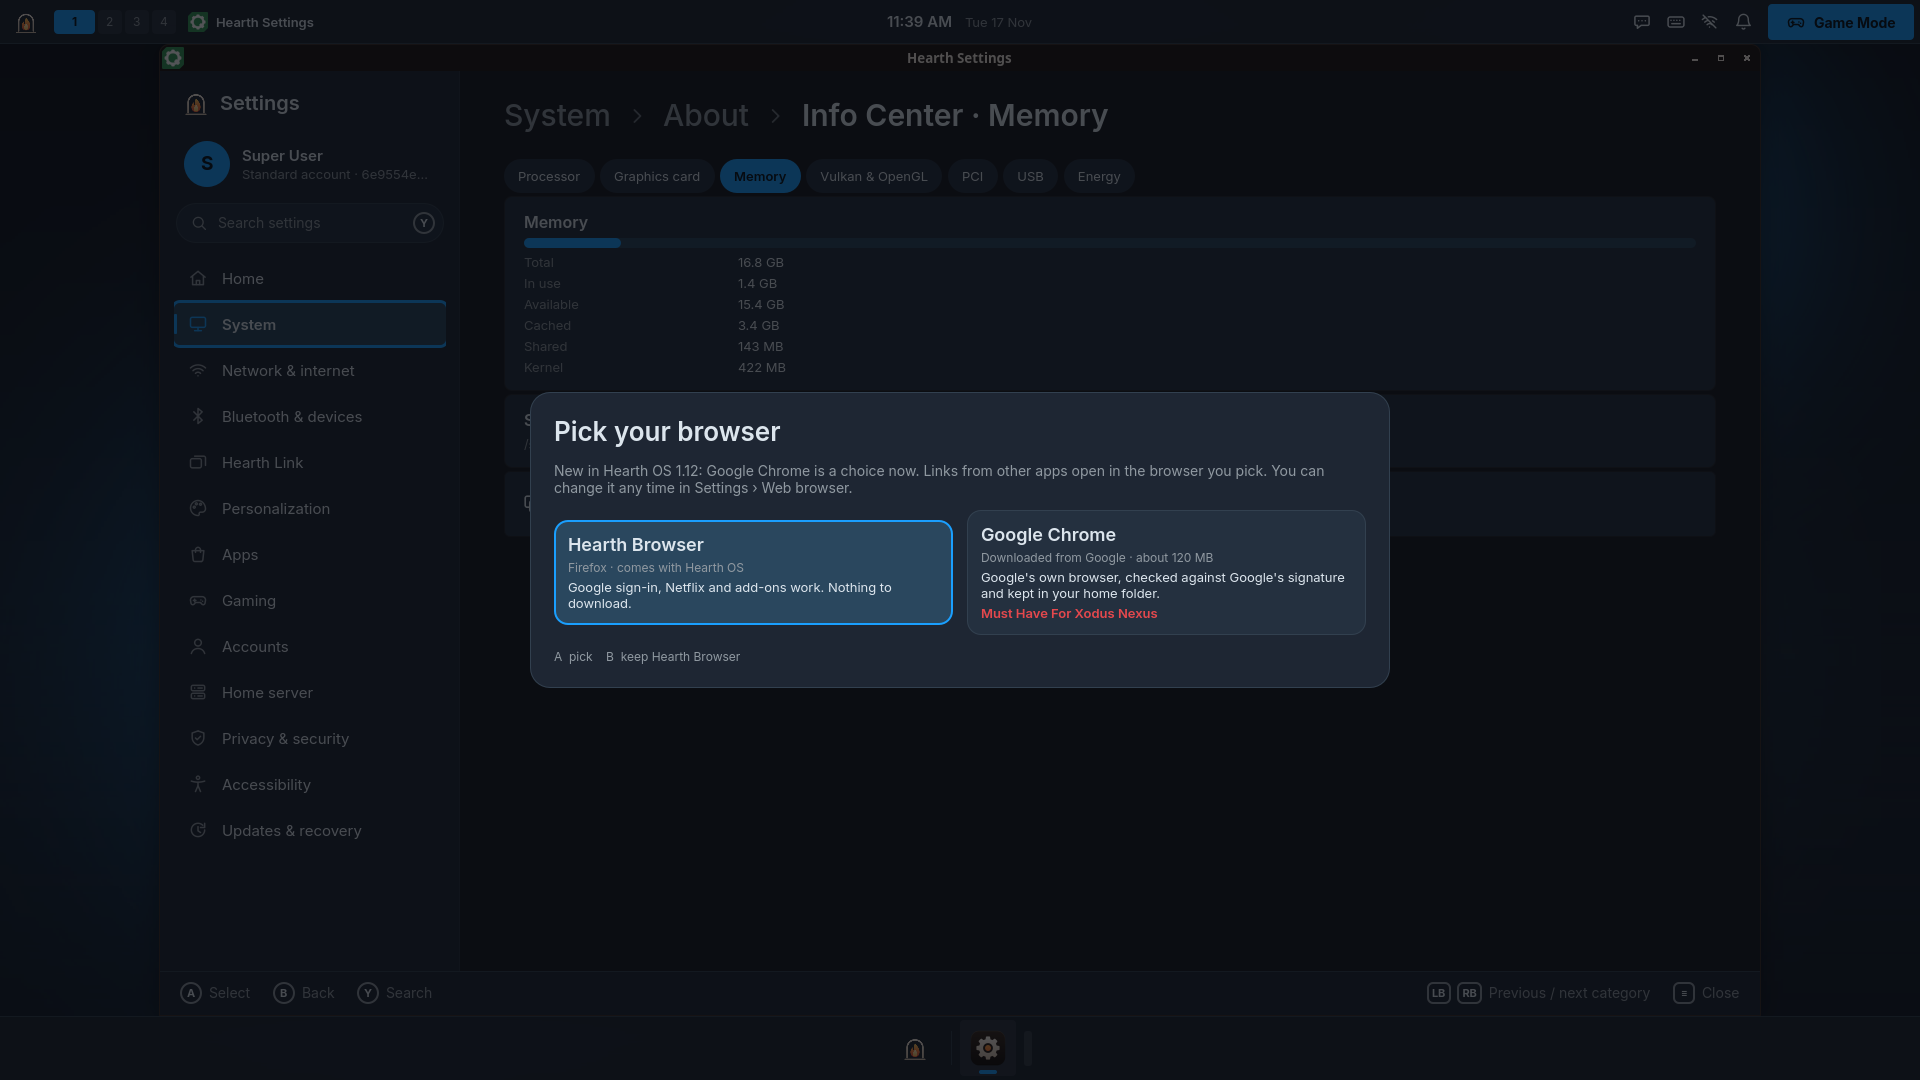 1 2 3 4 Hearth Settings
11:39 AM Tue 17 Nov
Game Mode
Hearth Settings
Settings
S
Super User
Standard account · 6e9554e...
Search settings Y
Home
System
Network & internet
Bluetooth & devices
Hearth Link
Personalization
Apps
Gaming
Accounts
Home server
Privacy & security
Accessibility
Updates & recovery
System › About › Info Center · Memory
Processor Graphics card Memory Vulkan & OpenGL PCI USB Energy
Memory
Total 16.8 GB
In use 1.4 GB
Available 15.4 GB
Cached 3.4 GB
Shared 143 MB
Kernel 422 MB
Pick your browser
New in Hearth OS 1.12: Google Chrome is a choice now. Links from other apps open in the browser you pick. You can
change it any time in Settings › Web browser.
Hearth Browser
Firefox · comes with Hearth OS
Google sign-in, Netflix and add-ons work. Nothing to
download.
Google Chrome
Downloaded from Google · about 120 MB
Google's own browser, checked against Google's signature
and kept in your home folder.
Must Have For Xodus Nexus
A pick B keep Hearth Browser
A Select B Back Y Search
LB RB Previous / next category ≡ Close